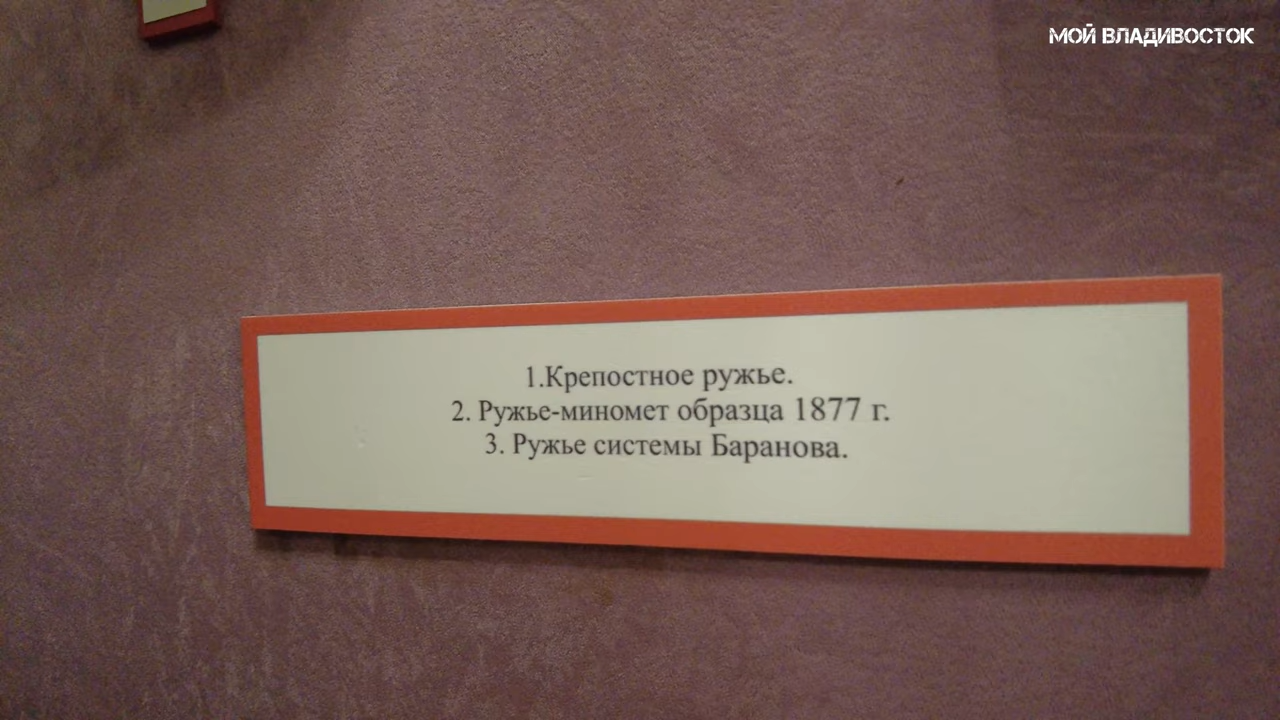 МОЙ ВЛАДИВОСТОК
1.Крепостное ружье.
2. Ружье-миномет образца 1877 г.
3. Ружье системы Баранова.